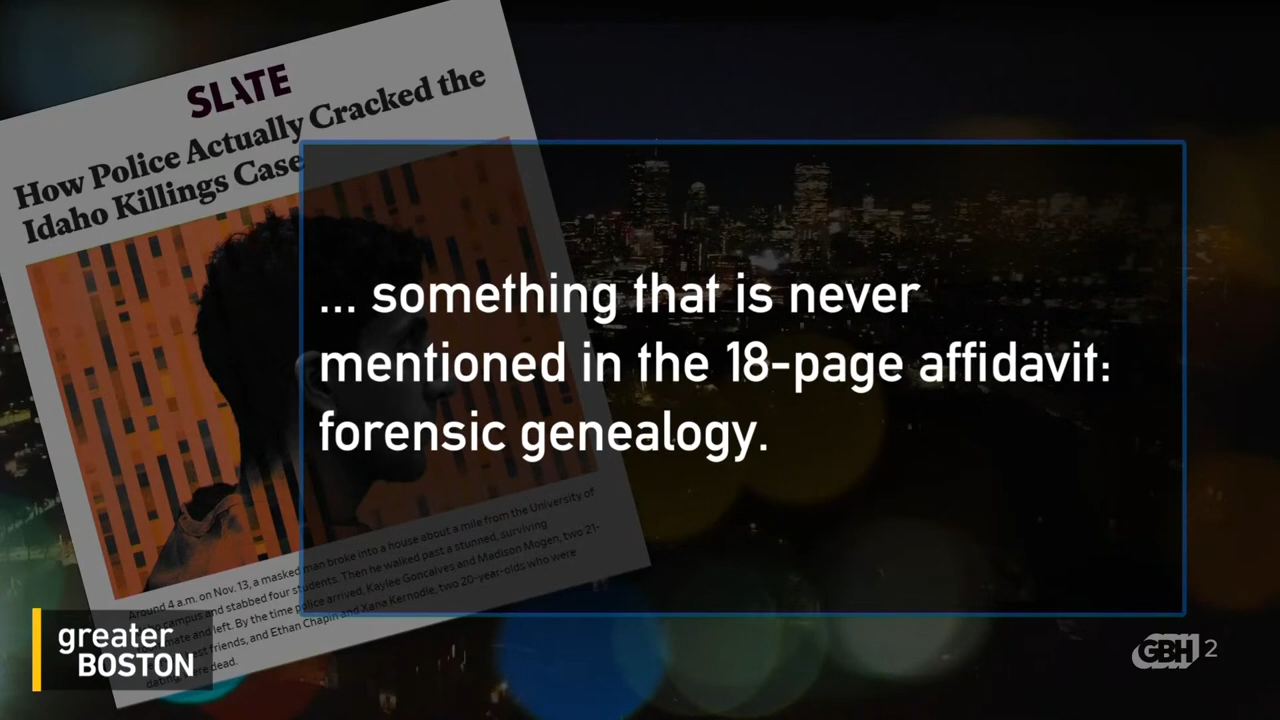 SLATE
How Police Actually Cracked the
Idaho Killings Case
... something that is never
mentioned in the 18-page affidavit:
forensic genealogy.
Around 4 a.m. on Nov. 13, a masked man broke into a house about a mile from the University of
campus and stabbed four students. Then he walked past a stunned, surviving
and left. By the time police arrived, Kaylee Goncalves and Madison Mogen, two 21-
friends, and Ethan Chapin and Xana Kernodle, two 20-year-olds who were
dead.
greater
BOSTON
GBH 2